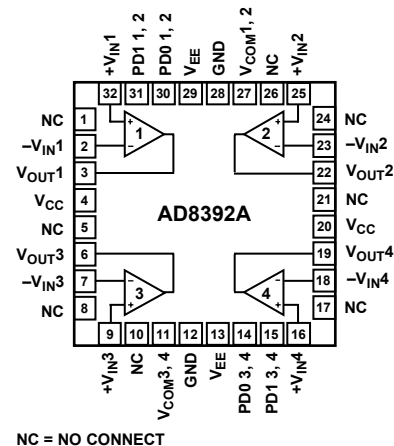 +VIN1
PD1 1, 2
PD0 1, 2
VEE
GND
VCOM1, 2
NC
+VIN2
32 31 30 29 28 27 26 25
NC 1
–VIN1 2
VOUT1 3
VCC 4
NC 5
VOUT3 6
–VIN3 7
NC 8
+ – 1
+ – 2
AD8392A
– + 3
– + 4
24 NC
23 –VIN2
22 VOUT2
21 NC
20 VCC
19 VOUT4
18 –VIN4
17 NC
9 10 11 12 13 14 15 16
+VIN3
NC
VCOM3, 4
GND
VEE
PD0 3, 4
PD1 3, 4
+VIN4
NC = NO CONNECT